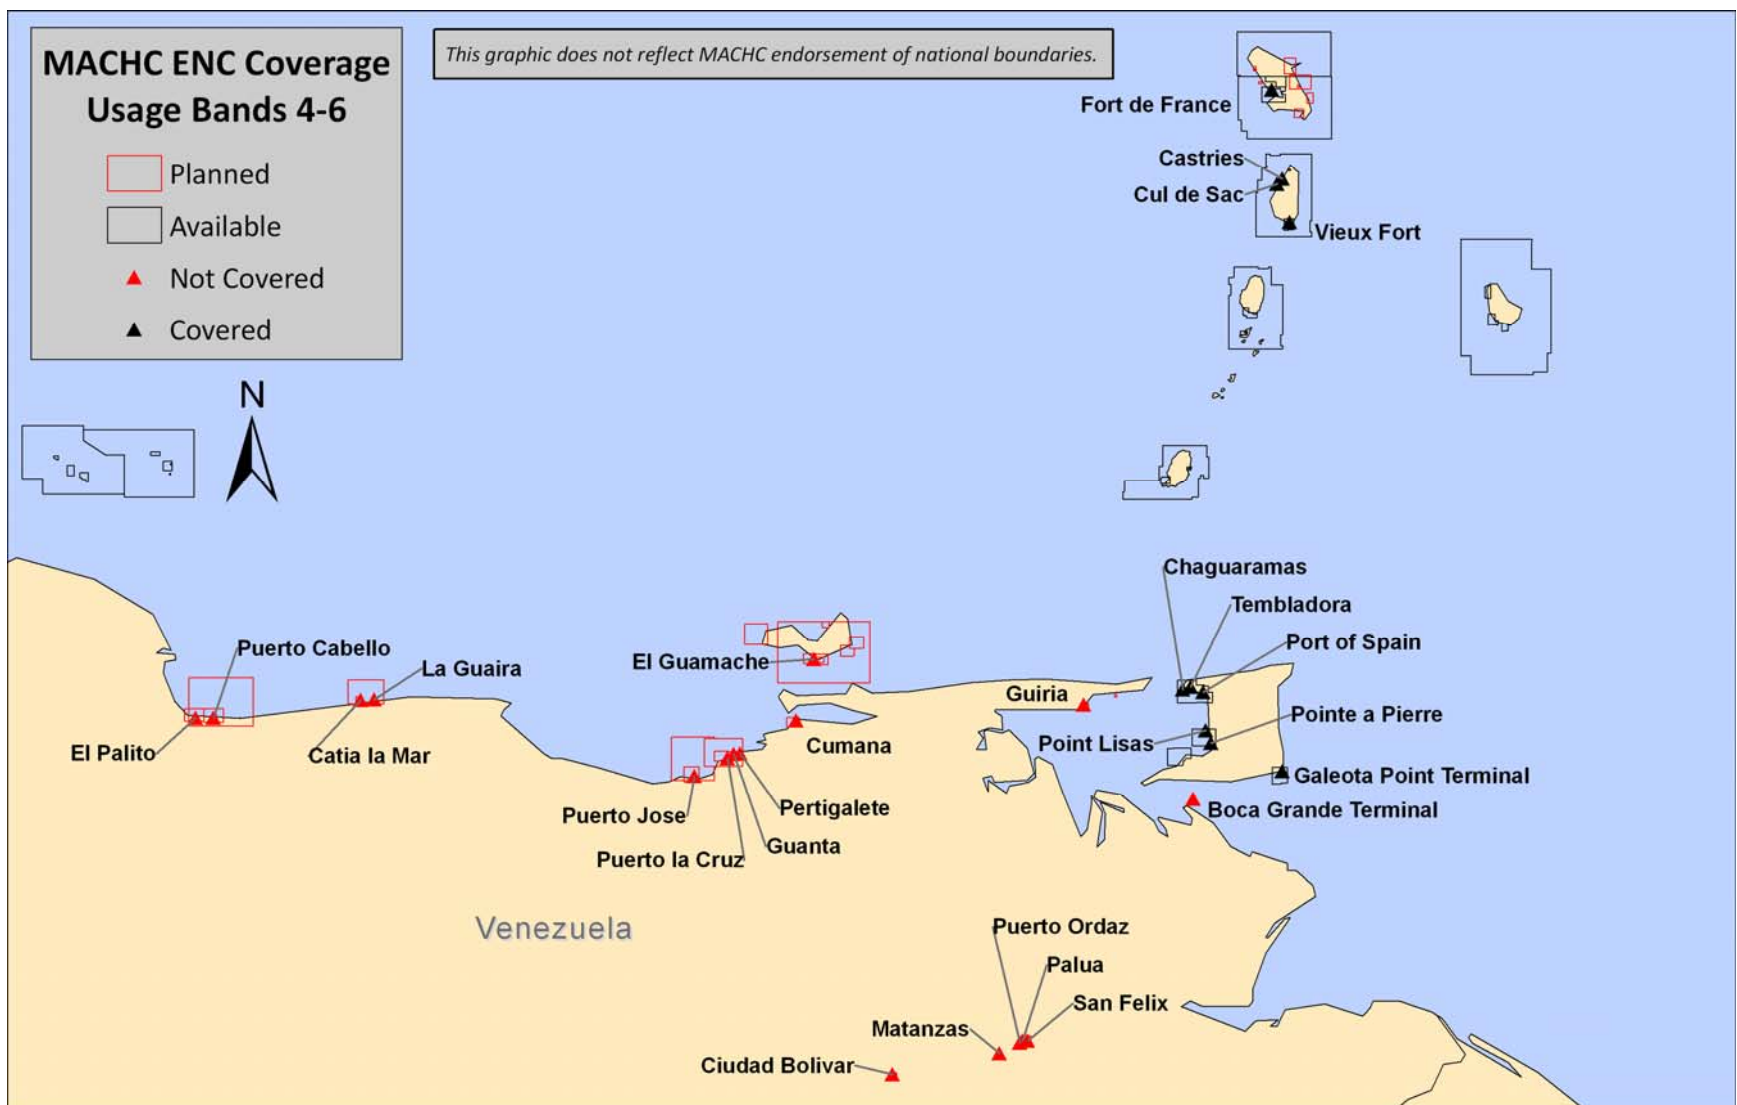 MACHC ENC Coverage
Usage Bands 4-6
Planned
Available
Not Covered
Covered
This graphic does not reflect MACHC endorsement of national boundaries.
N
Fort de France
Castries
Cul de Sac
Vieux Fort
Chaguaramas
Tembladora
Port of Spain
Puerto Cabello
La Guaira
El Guamache
Guiria
Pointe a Pierre
Point Lisas
El Palito
Catia la Mar
Cumana
Galeota Point Terminal
Boca Grande Terminal
Puerto Jose
Pertigalete
Guanta
Puerto la Cruz
Venezuela
Puerto Ordaz
Palua
San Felix
Matanzas
Ciudad Bolivar